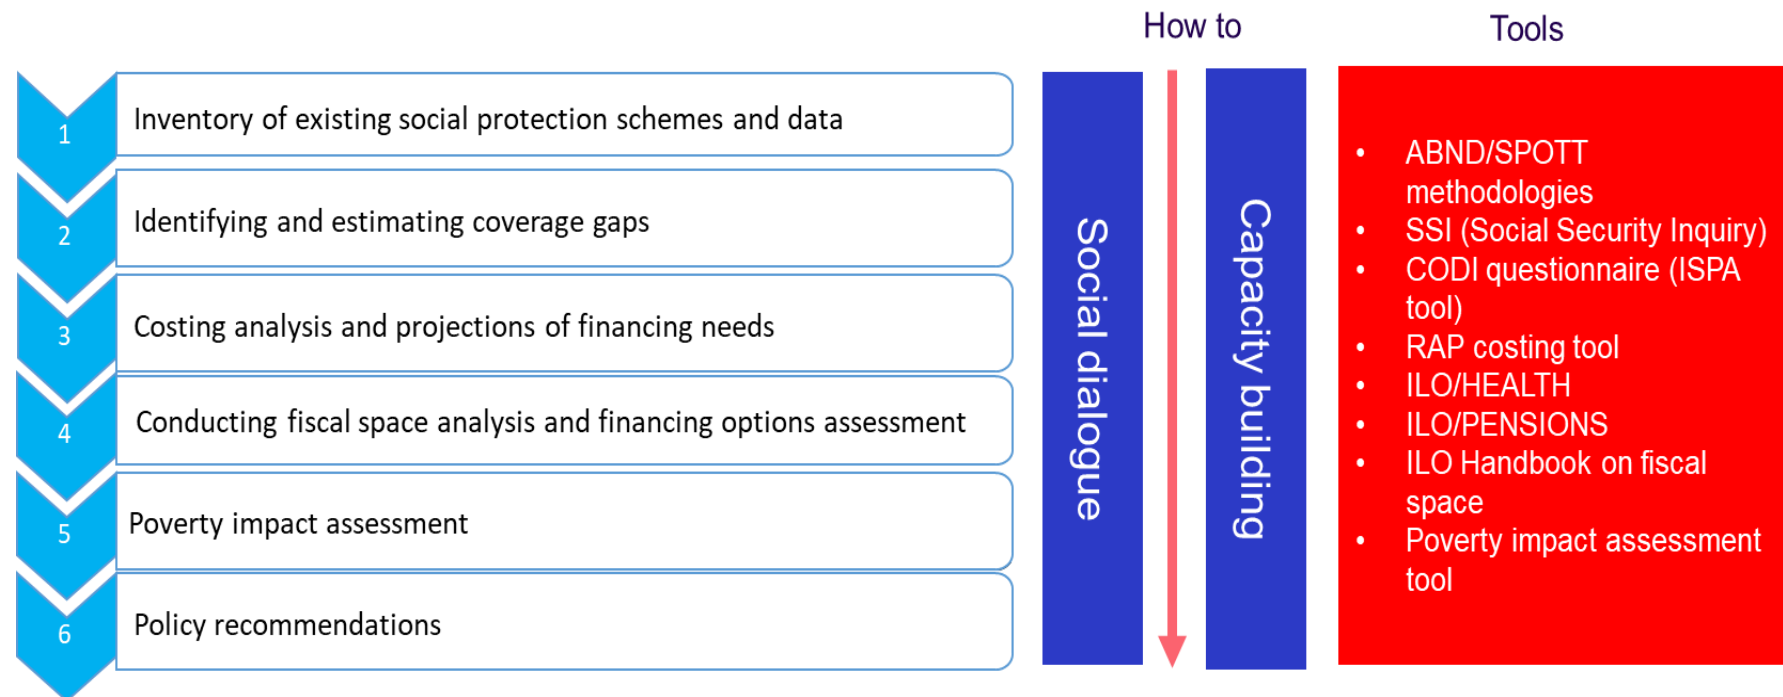 How to
Tools
1
Inventory of existing social protection schemes and data
2
Identifying and estimating coverage gaps
3
Costing analysis and projections of financing needs
4
Conducting fiscal space analysis and financing options assessment
5
Poverty impact assessment
6
Policy recommendations
Social dialogue
Capacity building
• ABND/SPOTT
methodologies
• SSI (Social Security Inquiry)
• CODI questionnaire (ISPA
tool)
• RAP costing tool
• ILO/HEALTH
• ILO/PENSIONS
• ILO Handbook on fiscal
space
• Poverty impact assessment
tool